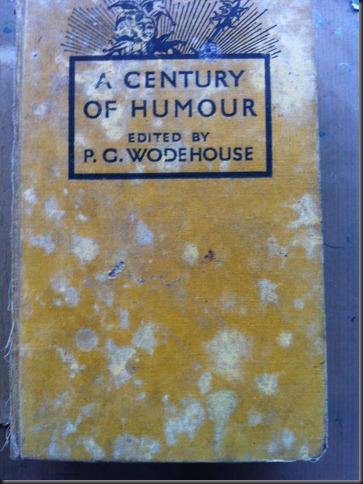 A CENTURY
OF HUMOUR
EDITED BY
P. G. WODEHOUSE